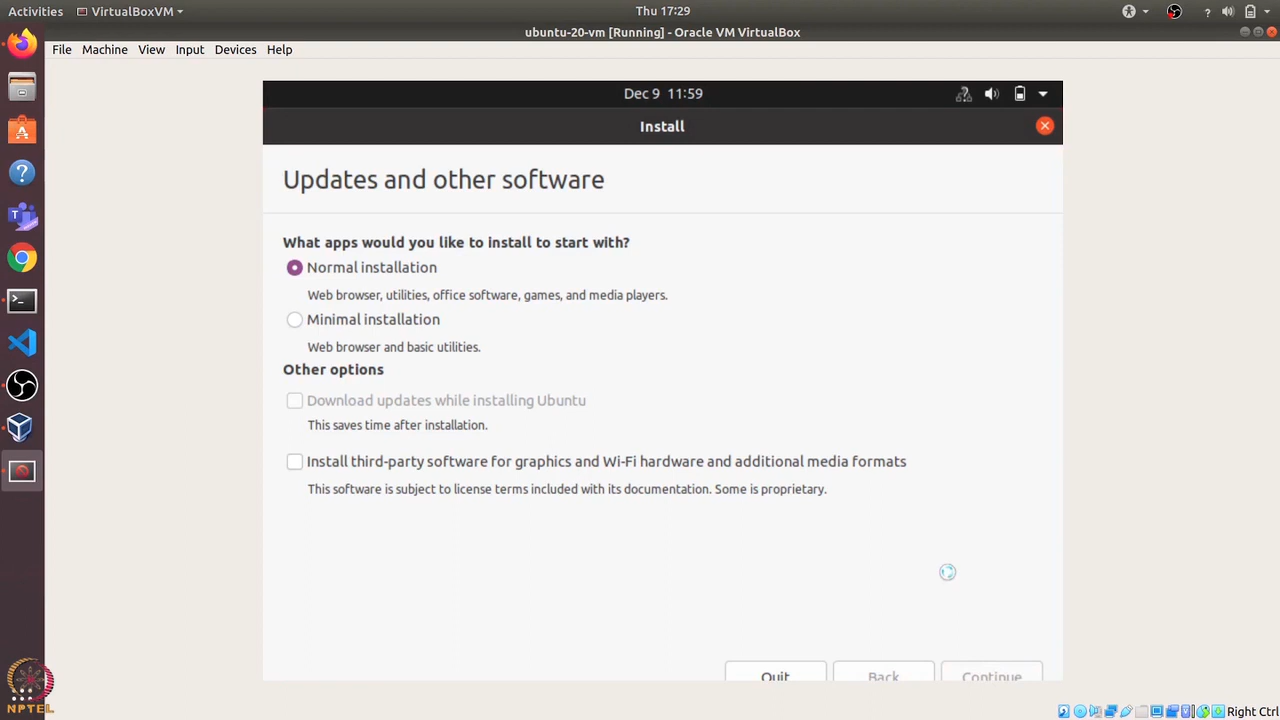 Activities VirtualBoxVM Thu 17:29
ubuntu-20-vm [Running] - Oracle VM VirtualBox
File Machine View Input Devices Help
Dec 9 11:59
Install
Updates and other software
What apps would you like to install to start with?
Normal installation
Web browser, utilities, office software, games, and media players.
Minimal installation
Web browser and basic utilities.
Other options
Download updates while installing Ubuntu
This saves time after installation.
Install third-party software for graphics and Wi-Fi hardware and additional media formats
This software is subject to license terms included with its documentation. Some is proprietary.
Quit Back Continue
NPTEL
Right Ctrl